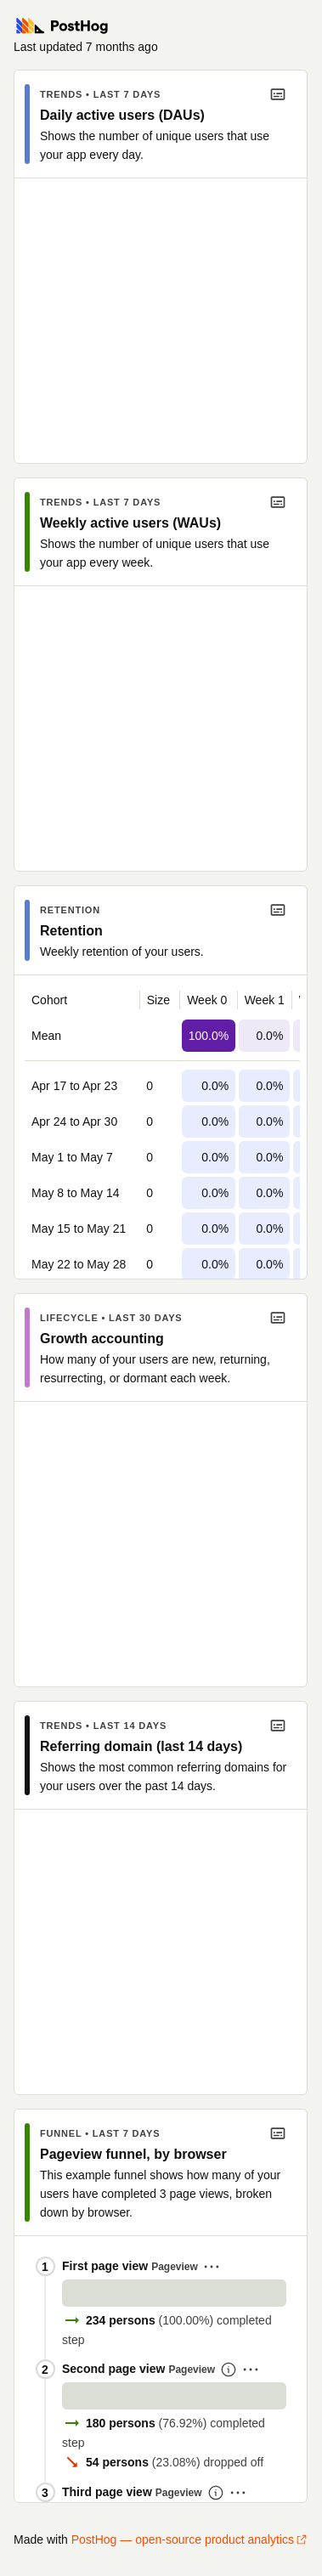 PostHog
Last updated 7 months ago
TRENDS • LAST 7 DAYS
Daily active users (DAUs)
Shows the number of unique users that use
your app every day.
TRENDS • LAST 7 DAYS
Weekly active users (WAUs)
Shows the number of unique users that use
your app every week.
RETENTION
Retention
Weekly retention of your users.
Cohort Size Week 0 Week 1
Mean 100.0% 0.0%
Apr 17 to Apr 23 0 0.0% 0.0%
Apr 24 to Apr 30 0 0.0% 0.0%
May 1 to May 7 0 0.0% 0.0%
May 8 to May 14 0 0.0% 0.0%
May 15 to May 21 0 0.0% 0.0%
May 22 to May 28 0 0.0% 0.0%
LIFECYCLE • LAST 30 DAYS
Growth accounting
How many of your users are new, returning,
resurrecting, or dormant each week.
TRENDS • LAST 14 DAYS
Referring domain (last 14 days)
Shows the most common referring domains for
your users over the past 14 days.
FUNNEL • LAST 7 DAYS
Pageview funnel, by browser
This example funnel shows how many of your
users have completed 3 page views, broken
down by browser.
1 First page view Pageview
234 persons (100.00%) completed
step
2 Second page view Pageview
180 persons (76.92%) completed
step
54 persons (23.08%) dropped off
3 Third page view Pageview
Made with PostHog — open-source product analytics